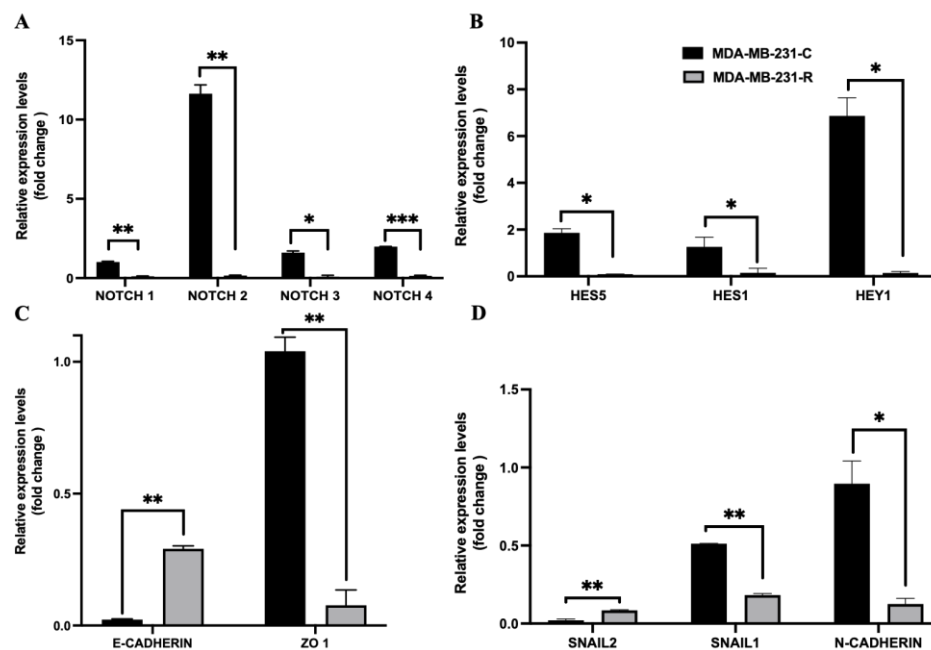 A
Relative expression levels
(fold change )
15
10
5
0
**
**
*
***
NOTCH 1 NOTCH 2 NOTCH 3 NOTCH 4
B
Relative expression levels
(fold change )
10
8
6
4
2
0
MDA-MB-231-C
MDA-MB-231-R
*
*
*
HES5 HES1 HEY1
C
Relative expression levels
(fold change )
1.0
0.5
0.0
**
**
E-CADHERIN ZO 1
D
Relative expression levels
(fold change )
1.5
1.0
0.5
0.0
**
**
*
SNAIL2 SNAIL1 N-CADHERIN